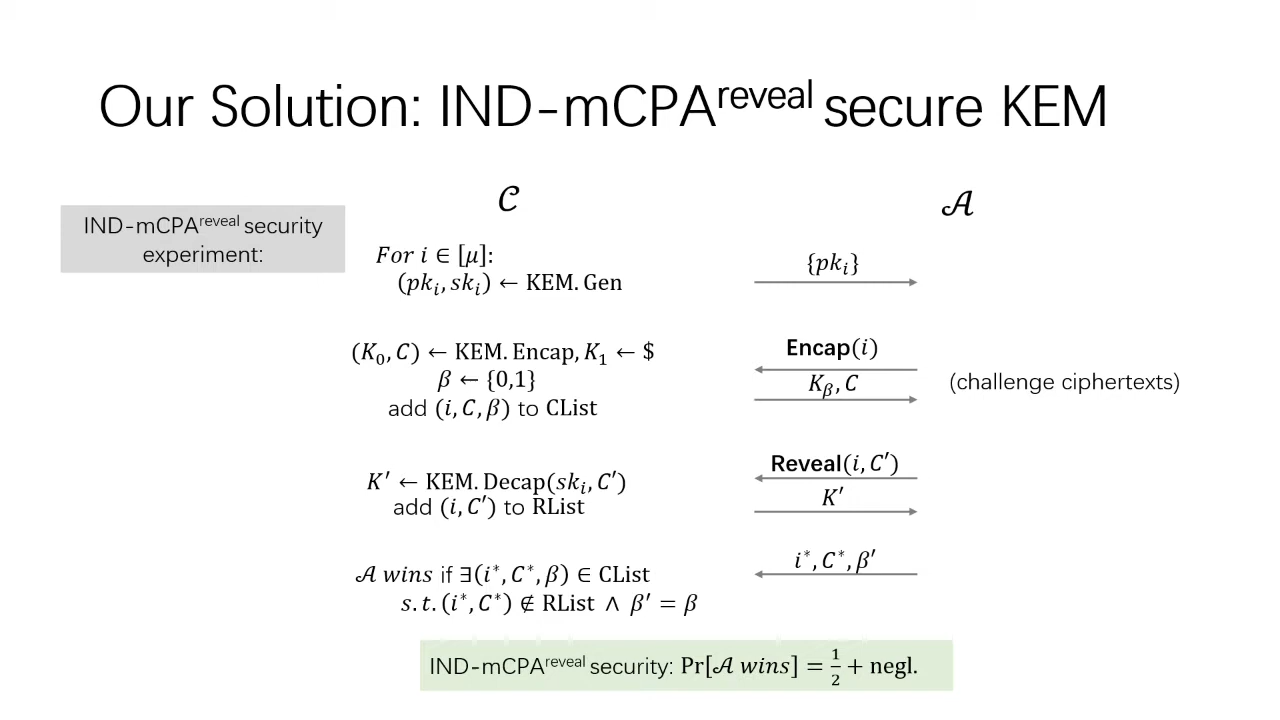 Our Solution: IND-mCPA^reveal secure KEM
𝒞
𝒜
IND-mCPA^reveal security
experiment:
For i ∈ [μ]:
(pk_i, sk_i) ← KEM. Gen
{pk_i}
(K_0, C) ← KEM. Encap, K_1 ← $
β ← {0,1}
add (i, C, β) to CList
Encap(i)
K_β, C
(challenge ciphertexts)
K′ ← KEM. Decap(sk_i, C′)
add (i, C′) to RList
Reveal(i, C′)
K′
𝒜 wins if ∃(i*, C*, β) ∈ CList
s.t. (i*, C*) ∉ RList ∧ β′ = β
i*, C*, β′
IND-mCPA^reveal security: Pr[𝒜 wins] = 1/2 + negl.